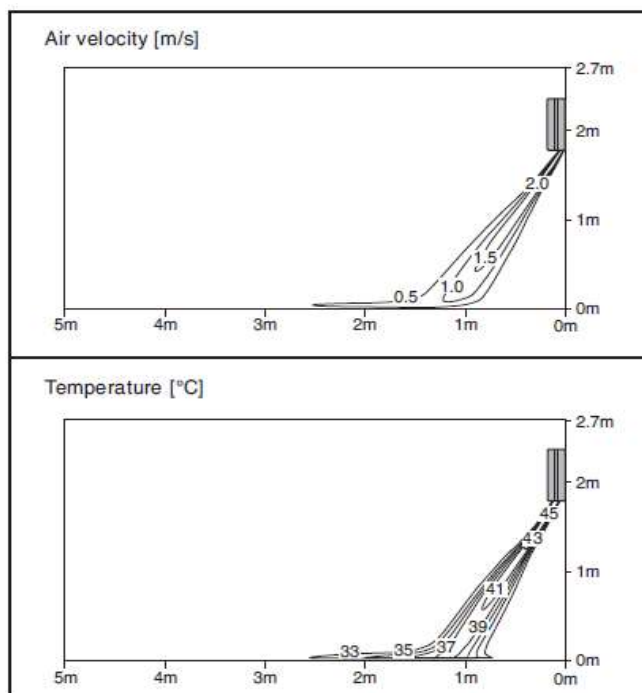 Air velocity [m/s]
2.7m
2m
2.0
1m
1.5
1.0
0.5
0m
5m 4m 3m 2m 1m 0m
Temperature [°C]
2.7m
2m
45
43
1m
41
39
33 35 37
0m
5m 4m 3m 2m 1m 0m